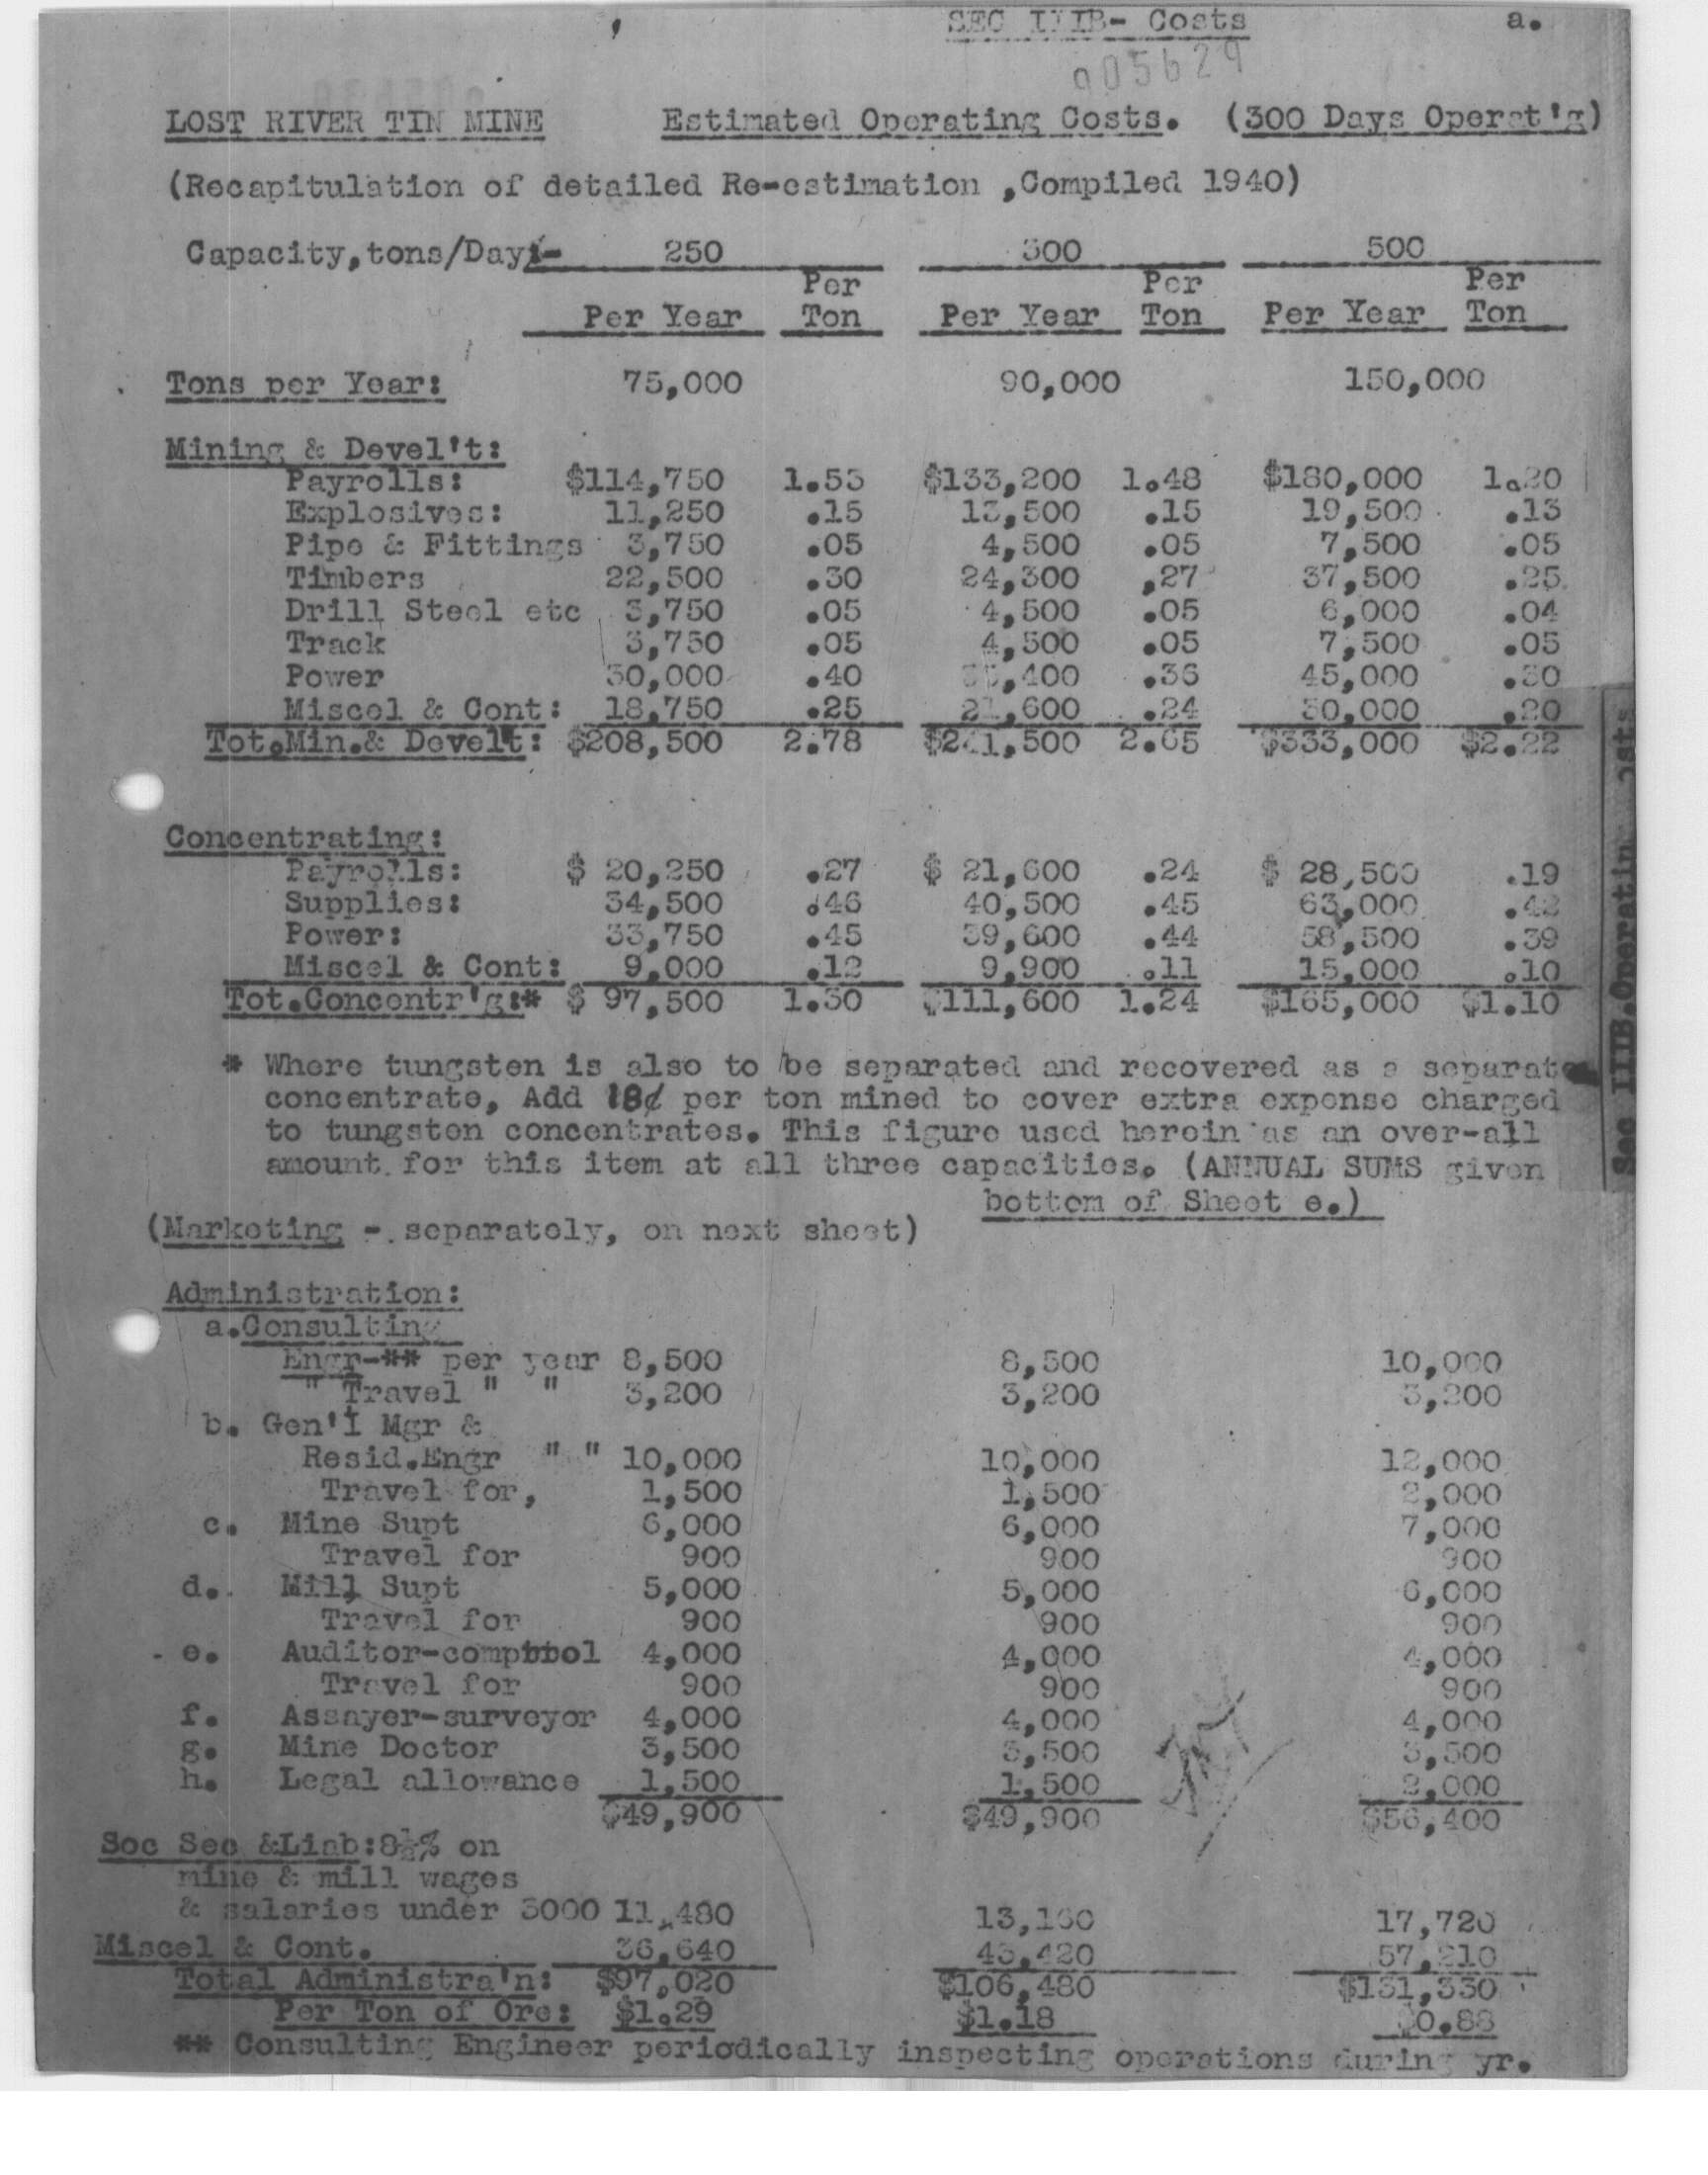 SEC IIIB- Costs a.
005629
LOST RIVER TIN MINE Estimated Operating Costs. (300 Days Operat'g)
(Recapitulation of detailed Re-estimation ,Compiled 1940)
Capacity,tons/Day:- 250 300 500
Per Per Per
Per Year Ton Per Year Ton Per Year Ton
Tons per Year: 75,000 90,000 150,000
Mining & Devel't:
Payrolls: $114,750 1.53 $133,200 1.48 $180,000 1.20
Explosives: 11,250 .15 13,500 .15 19,500 .13
Pipe & Fittings 3,750 .05 4,500 .05 7,500 .05
Timbers 22,500 .30 24,300 ,27 37,500 .25
Drill Steel etc 3,750 .05 4,500 .05 6,000 .04
Track 3,750 .05 4,500 .05 7,500 .05
Power 30,000 .40 .36 45,000 .30
Miscel & Cont: 18,750 .25 21,600 .24 30,000 .20
Tot.Min.& Develt: $208,500 2.78 $241,500 2.65 $333,000 $2.22
Concentrating:
Payrolls: $ 20,250 .27 $ 21,600 .24 $ 28,500 .19
Supplies: 34,500 .46 40,500 .45 63,000 .42
Power: 33,750 .45 39,600 .44 58,500 .39
Miscel & Cont: 9,000 .12 9,900 .11 15,000 .10
Tot.Concentr'g:* $ 97,500 1.30 $111,600 1.24 $165,000 $1.10
* Where tungsten is also to be separated and recovered as a separate
concentrate, Add 18¢ per ton mined to cover extra expense charged
to tungsten concentrates. This figure used herein as an over-all
amount for this item at all three capacities. (ANNUAL SUMS given
bottom of Sheet e.)
(Marketing - separately, on next sheet)
Administration:
a.Consulting
Engr-** per year 8,500 8,500 10,000
" Travel " " 3,200 3,200 3,200
b. Gen'l Mgr &
Resid.Engr " " 10,000 10,000 12,000
Travel for, 1,500 1,500 2,000
c. Mine Supt 6,000 6,000 7,000
Travel for 900 900 900
d. Mill Supt 5,000 5,000 6,000
Travel for 900 900 900
e. Auditor-comptrol 4,000 4,000 4,000
Travel for 900 900 900
f. Assayer-surveyor 4,000 4,000 4,000
g. Mine Doctor 3,500 3,500 3,500
h. Legal allowance 1,500 1,500 2,000
$49,900 $49,900 $56,400
Soc Sec &Liab:8½% on
mine & mill wages
& salaries under 3000 11,480 13,160 17,720
Miscel & Cont. 36,640 43,420 57,210
Total Administra'n: $97,020 $106,480 $131,330
Per Ton of Ore: $1.29 $1.18 $0.88
** Consulting Engineer periodically inspecting operations during yr.
Sec IIIB.Operating